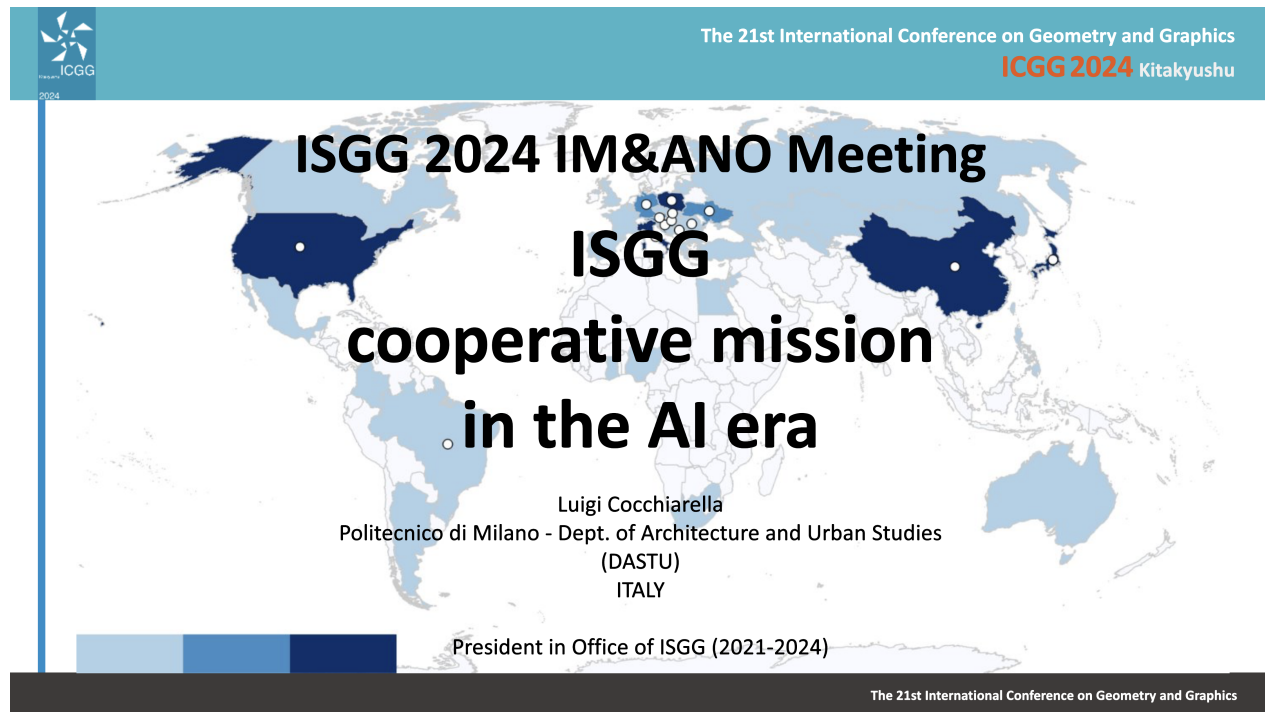 ICGG
2024
The 21st International Conference on Geometry and Graphics
ICGG 2024 Kitakyushu
ISGG 2024 IM&ANO Meeting
ISGG
cooperative mission
in the AI era
Luigi Cocchiarella
Politecnico di Milano - Dept. of Architecture and Urban Studies
(DASTU)
ITALY
President in Office of ISGG (2021-2024)
The 21st International Conference on Geometry and Graphics